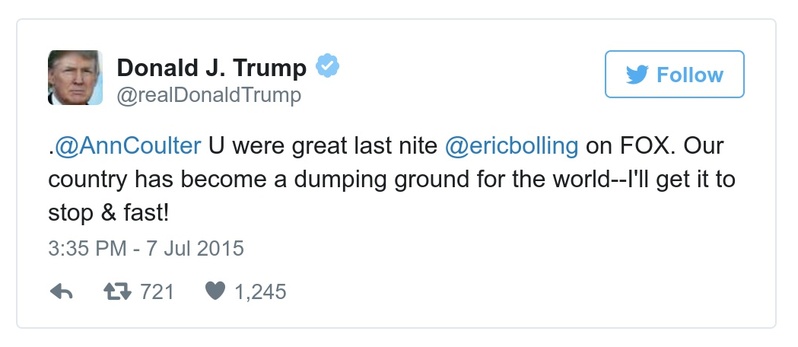 Donald J. Trump
@realDonaldTrump
Follow
.@AnnCoulter U were great last nite @ericbolling on FOX. Our
country has become a dumping ground for the world--I'll get it to
stop & fast!
3:35 PM - 7 Jul 2015
721 1,245